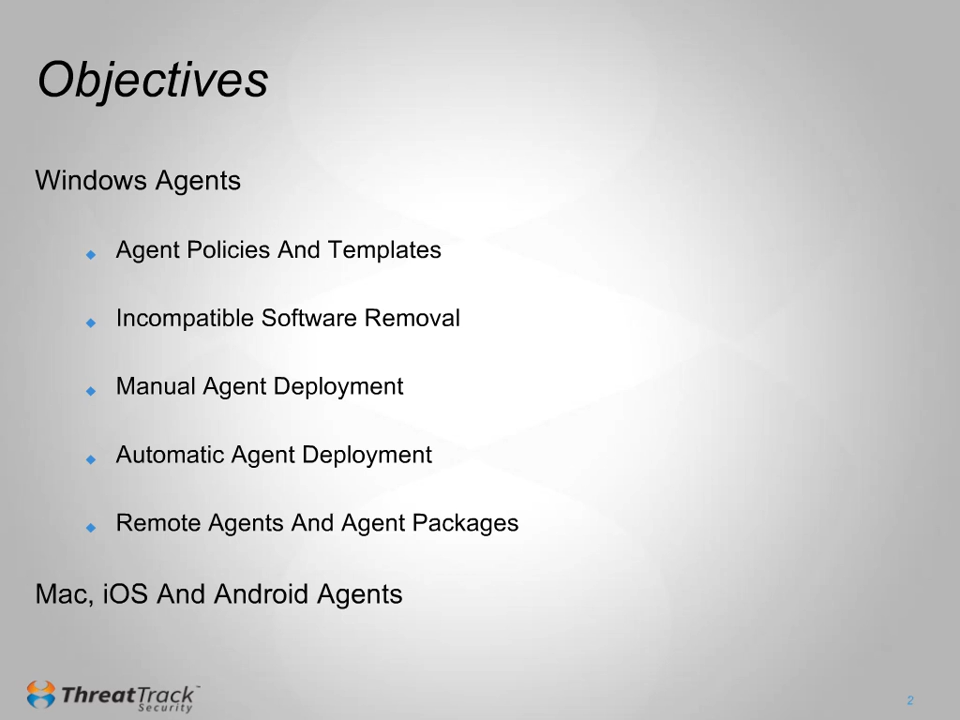 Objectives
Windows Agents
Agent Policies And Templates
Incompatible Software Removal
Manual Agent Deployment
Automatic Agent Deployment
Remote Agents And Agent Packages
Mac, iOS And Android Agents
ThreatTrack™
Security
2